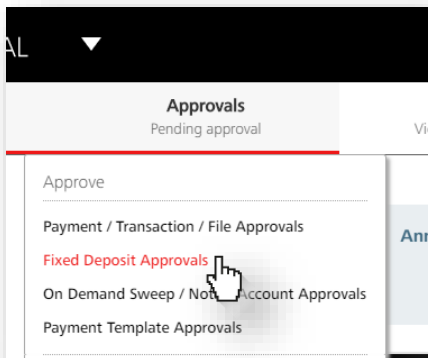 AL
Approvals
Pending approval
Approve
Payment / Transaction / File Approvals
Fixed Deposit Approvals
On Demand Sweep / Account Approvals
Payment Template Approvals